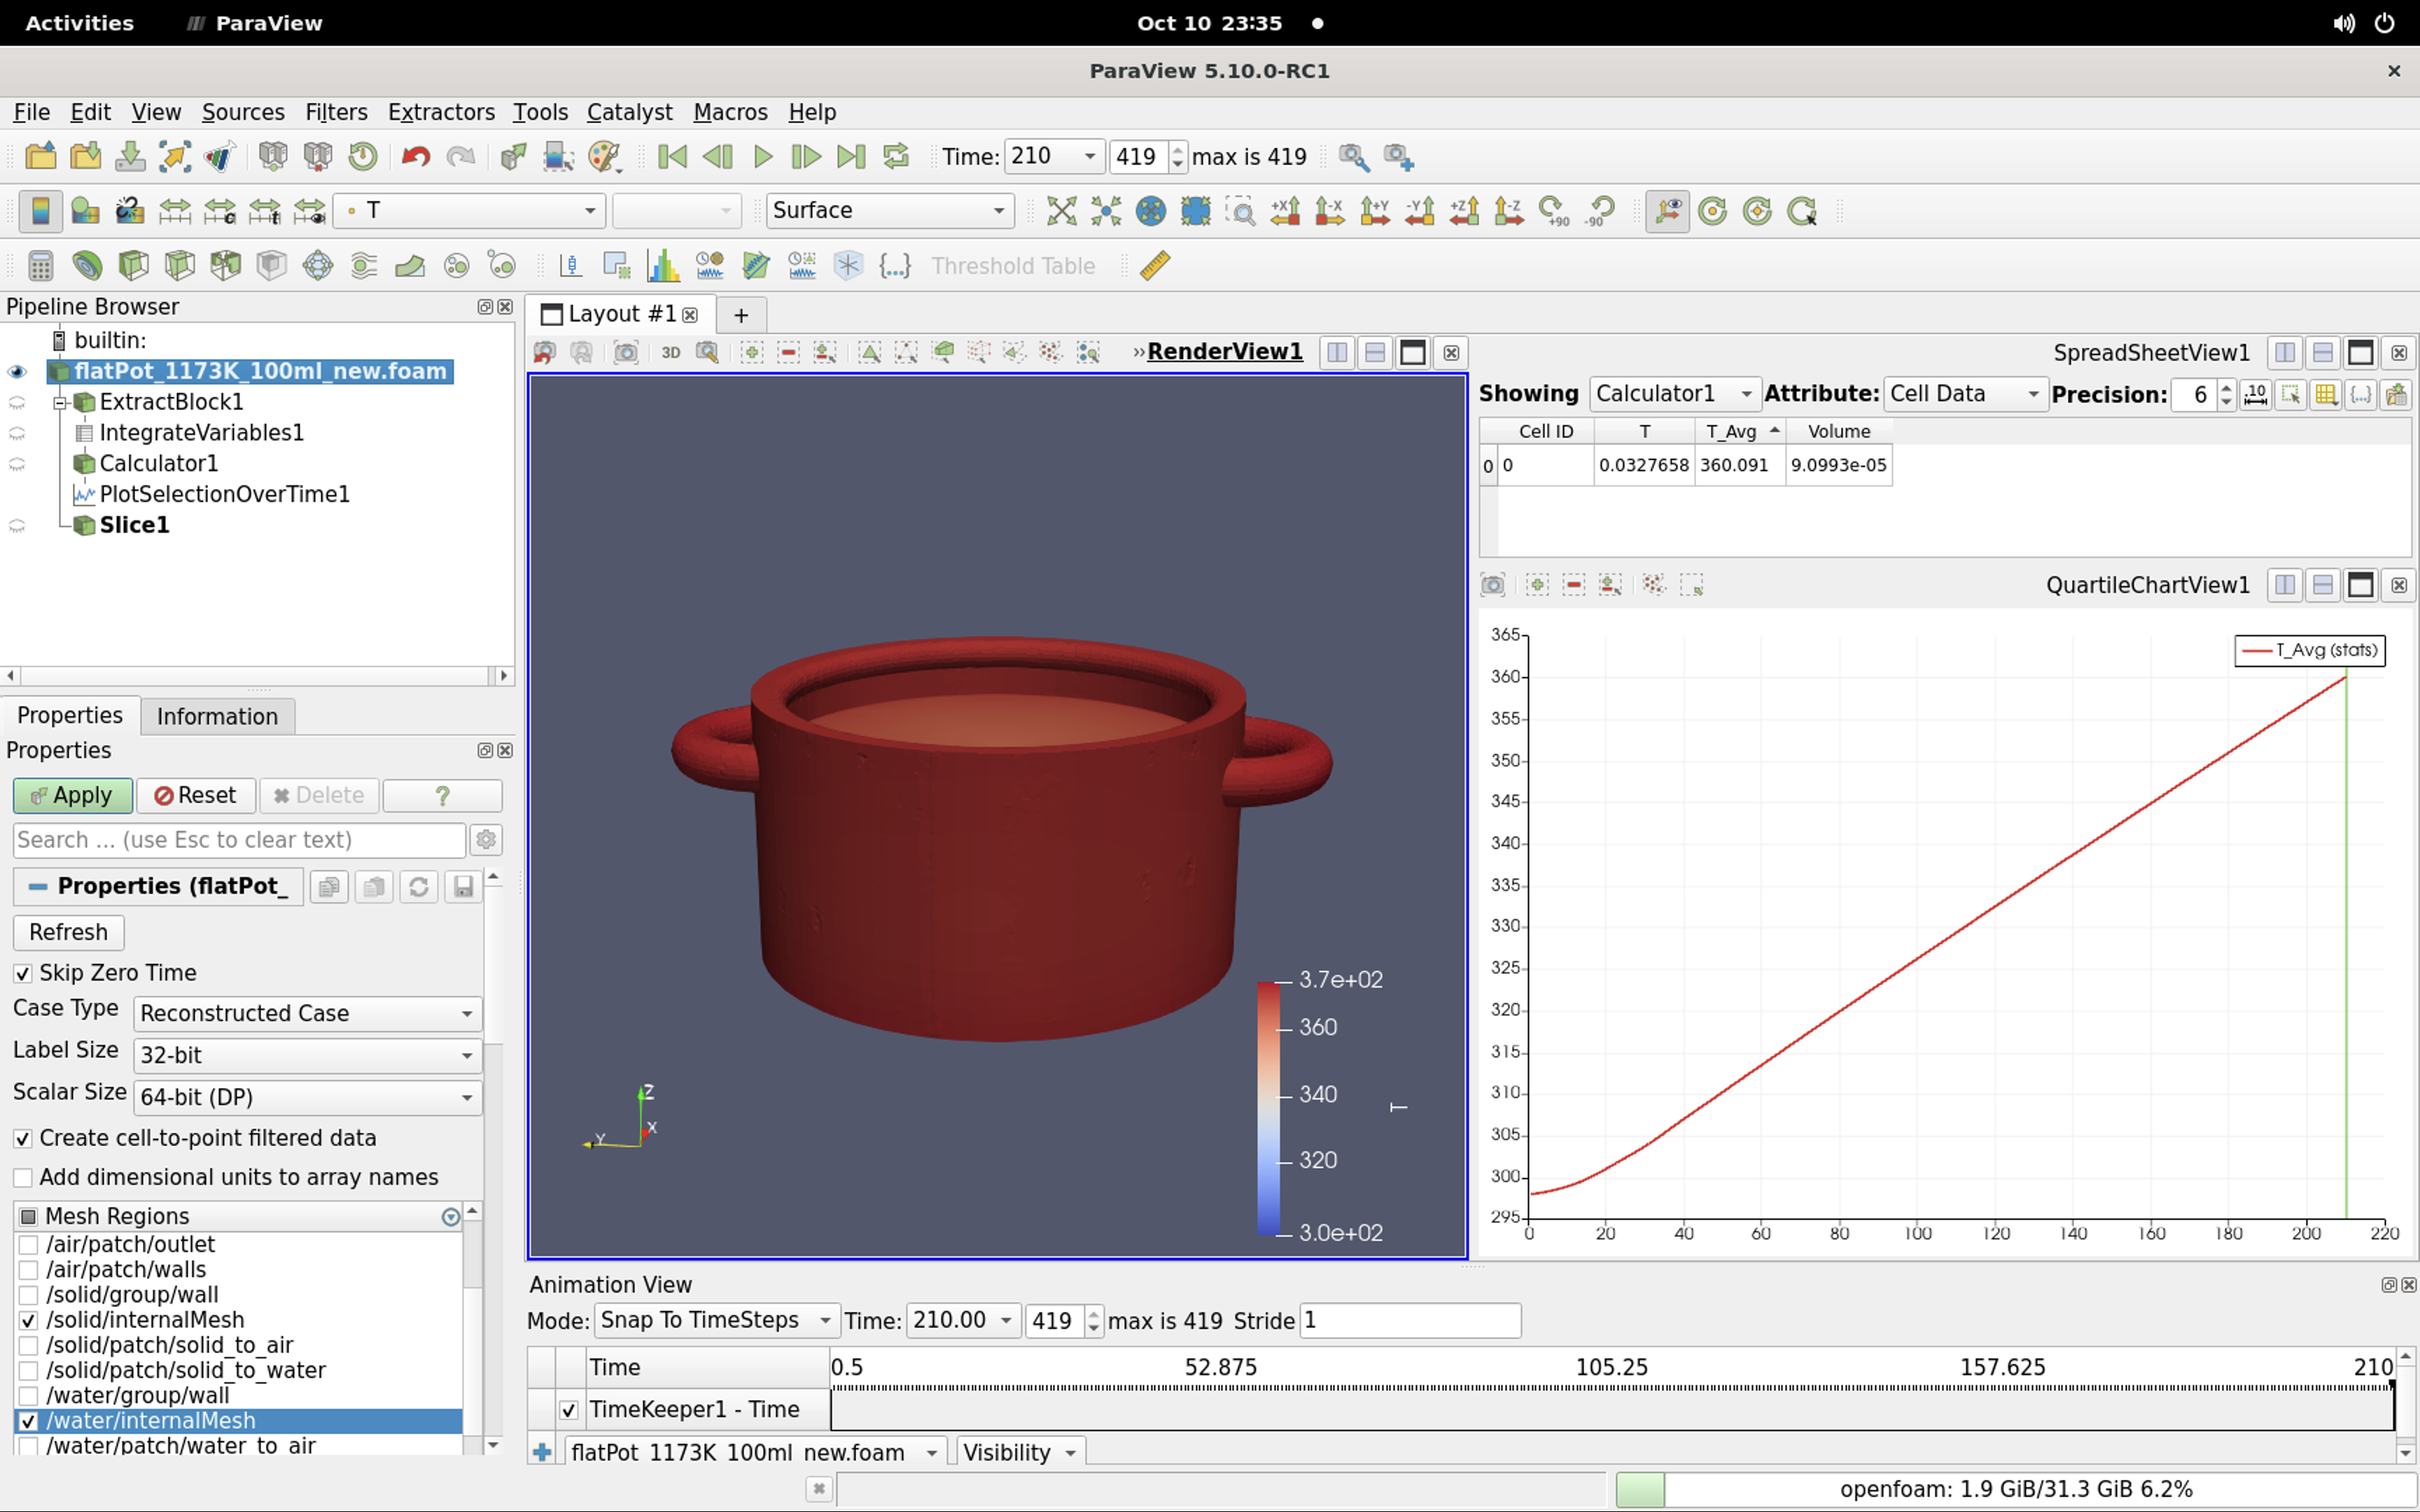 Activities ParaView Oct 10 23:35
ParaView 5.10.0-RC1
File Edit View Sources Filters Extractors Tools Catalyst Macros Help
Time: 210 419 max is 419
T Surface +X -X +Y -Y +Z -Z +90 -90
Threshold Table
Pipeline Browser
builtin:
flatPot_1173K_100ml_new.foam
ExtractBlock1
IntegrateVariables1
Calculator1
PlotSelectionOverTime1
Slice1
Properties Information
Properties
Apply Reset Delete ?
Search ... (use Esc to clear text)
Properties (flatPot_
Refresh
Skip Zero Time
Case Type Reconstructed Case
Label Size 32-bit
Scalar Size 64-bit (DP)
Create cell-to-point filtered data
Add dimensional units to array names
Mesh Regions
/air/patch/outlet
/air/patch/walls
/solid/group/wall
/solid/internalMesh
/solid/patch/solid_to_air
/solid/patch/solid_to_water
/water/group/wall
/water/internalMesh
/water/patch/water_to_air
Layout #1 +
3D RenderView1
3.7e+02
360
340
320
3.0e+02
T
Z
Y X
SpreadSheetView1
Showing Calculator1 Attribute: Cell Data Precision: 6
Cell ID T T_Avg Volume
0 0 0.0327658 360.091 9.0993e-05
QuartileChartView1
T_Avg (stats)
365
360
355
350
345
340
335
330
325
320
315
310
305
300
295
0 20 40 60 80 100 120 140 160 180 200 220
Animation View
Mode: Snap To TimeSteps Time: 210.00 419 max is 419 Stride 1
Time 0.5 52.875 105.25 157.625 210
TimeKeeper1 - Time
flatPot_1173K_100ml_new.foam Visibility
openfoam: 1.9 GiB/31.3 GiB 6.2%